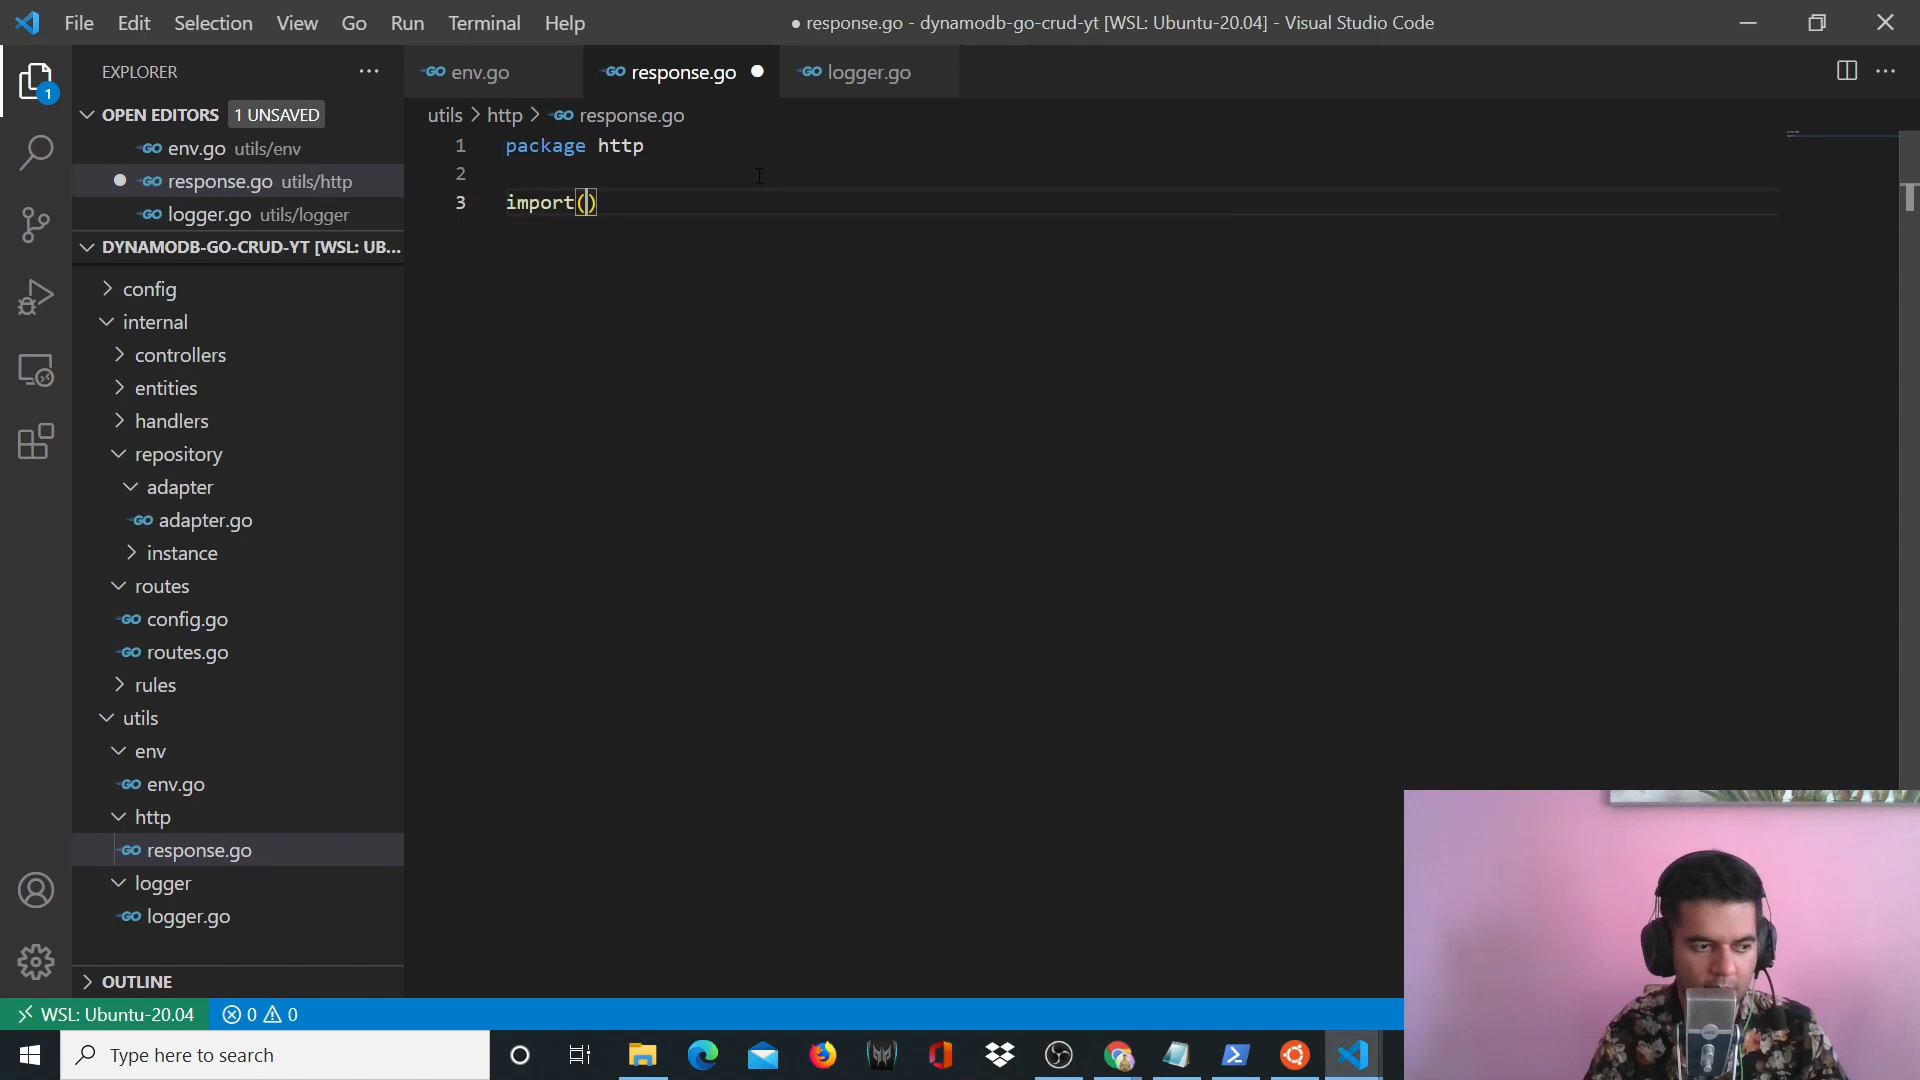 File Edit Selection View Go Run Terminal Help
● response.go - dynamodb-go-crud-yt [WSL: Ubuntu-20.04] - Visual Studio Code
EXPLORER
1
OPEN EDITORS 1 UNSAVED
env.go utils/env
response.go utils/http
logger.go utils/logger
DYNAMODB-GO-CRUD-YT [WSL: UB...
config
internal
controllers
entities
handlers
repository
adapter
adapter.go
instance
routes
config.go
routes.go
rules
utils
env
env.go
http
response.go
logger
logger.go
OUTLINE
env.go response.go logger.go
utils > http > response.go
1 package http
2
3 import()
WSL: Ubuntu-20.04 0 0
Type here to search